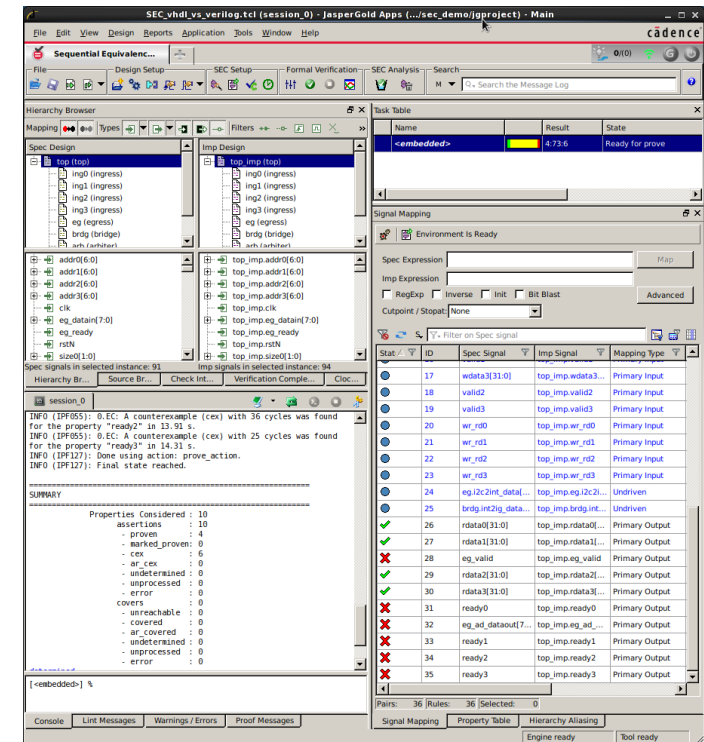 SEC_vhdl_vs_verilog.tcl (session_0) - JasperGold Apps (.../sec_demo/jgproject) - Main
File Edit View Design Reports Application Tools Window Help
cādence
Sequential Equivalenc...
0/(0)
File
Design Setup
SEC Setup
Formal Verification
SEC Analysis
Search
M
Search the Message Log
Hierarchy Browser
Mapping Types Filters
Spec Design
top (top)
ing0 (ingress)
ing1 (ingress)
ing2 (ingress)
ing3 (ingress)
eg (egress)
brdg (bridge)
arb (arbiter)
Imp Design
top_imp (top)
ing0 (ingress)
ing1 (ingress)
ing2 (ingress)
ing3 (ingress)
eg (egress)
brdg (bridge)
arb (arbiter)
addr0[6:0]
addr1[6:0]
addr2[6:0]
addr3[6:0]
clk
eg_datain[7:0]
eg_ready
rstN
size0[1:0]
top_imp.addr0[6:0]
top_imp.addr1[6:0]
top_imp.addr2[6:0]
top_imp.addr3[6:0]
top_imp.clk
top_imp.eg_datain[7:0]
top_imp.eg_ready
top_imp.rstN
top_imp.size0[1:0]
Spec signals in selected instance: 91
Imp signals in selected instance: 94
Hierarchy Br... Source Br... Check Int... Verification Comple... Cloc...
session_0
INFO (IPF055): 0.EC: A counterexample (cex) with 36 cycles was found
for the property "ready2" in 13.91 s.
INFO (IPF055): 0.EC: A counterexample (cex) with 25 cycles was found
for the property "ready3" in 14.31 s.
INFO (IPF127): Done using action: prove_action.
INFO (IPF127): Final state reached.
==============================================================
SUMMARY
==============================================================
Properties Considered : 10
assertions : 10
- proven : 4
- marked_proven: 0
- cex : 6
- ar_cex : 0
- undetermined : 0
- unprocessed : 0
- error : 0
covers : 0
- unreachable : 0
- covered : 0
- ar_covered : 0
- undetermined : 0
- unprocessed : 0
- error : 0
determined
[<embedded>] %
Console Lint Messages Warnings / Errors Proof Messages
Task Table
Name Result State
<embedded> 4:73:6 Ready for prove
Signal Mapping
Environment Is Ready
Spec Expression Map
Imp Expression
RegExp Inverse Init Bit Blast Advanced
Cutpoint / Stopat: None
Filter on Spec signal
Stat ID Spec Signal Imp Signal Mapping Type
17 wdata3[31:0] top_imp.wdata3... Primary Input
18 valid2 top_imp.valid2 Primary Input
19 valid3 top_imp.valid3 Primary Input
20 wr_rd0 top_imp.wr_rd0 Primary Input
21 wr_rd1 top_imp.wr_rd1 Primary Input
22 wr_rd2 top_imp.wr_rd2 Primary Input
23 wr_rd3 top_imp.wr_rd3 Primary Input
24 eg.i2c2int_data[... top_imp.eg.i2c2i... Undriven
25 brdg.int2ig_data... top_imp.brdg.int... Undriven
26 rdata0[31:0] top_imp.rdata0[... Primary Output
27 rdata1[31:0] top_imp.rdata1[... Primary Output
28 eg_valid top_imp.eg_valid Primary Output
29 rdata2[31:0] top_imp.rdata2[... Primary Output
30 rdata3[31:0] top_imp.rdata3[... Primary Output
31 ready0 top_imp.ready0 Primary Output
32 eg_ad_dataout[7... top_imp.eg_ad_... Primary Output
33 ready1 top_imp.ready1 Primary Output
34 ready2 top_imp.ready2 Primary Output
35 ready3 top_imp.ready3 Primary Output
Pairs: 36 Rules: 36 Selected: 0
Signal Mapping Property Table Hierarchy Aliasing
Engine ready Tool ready